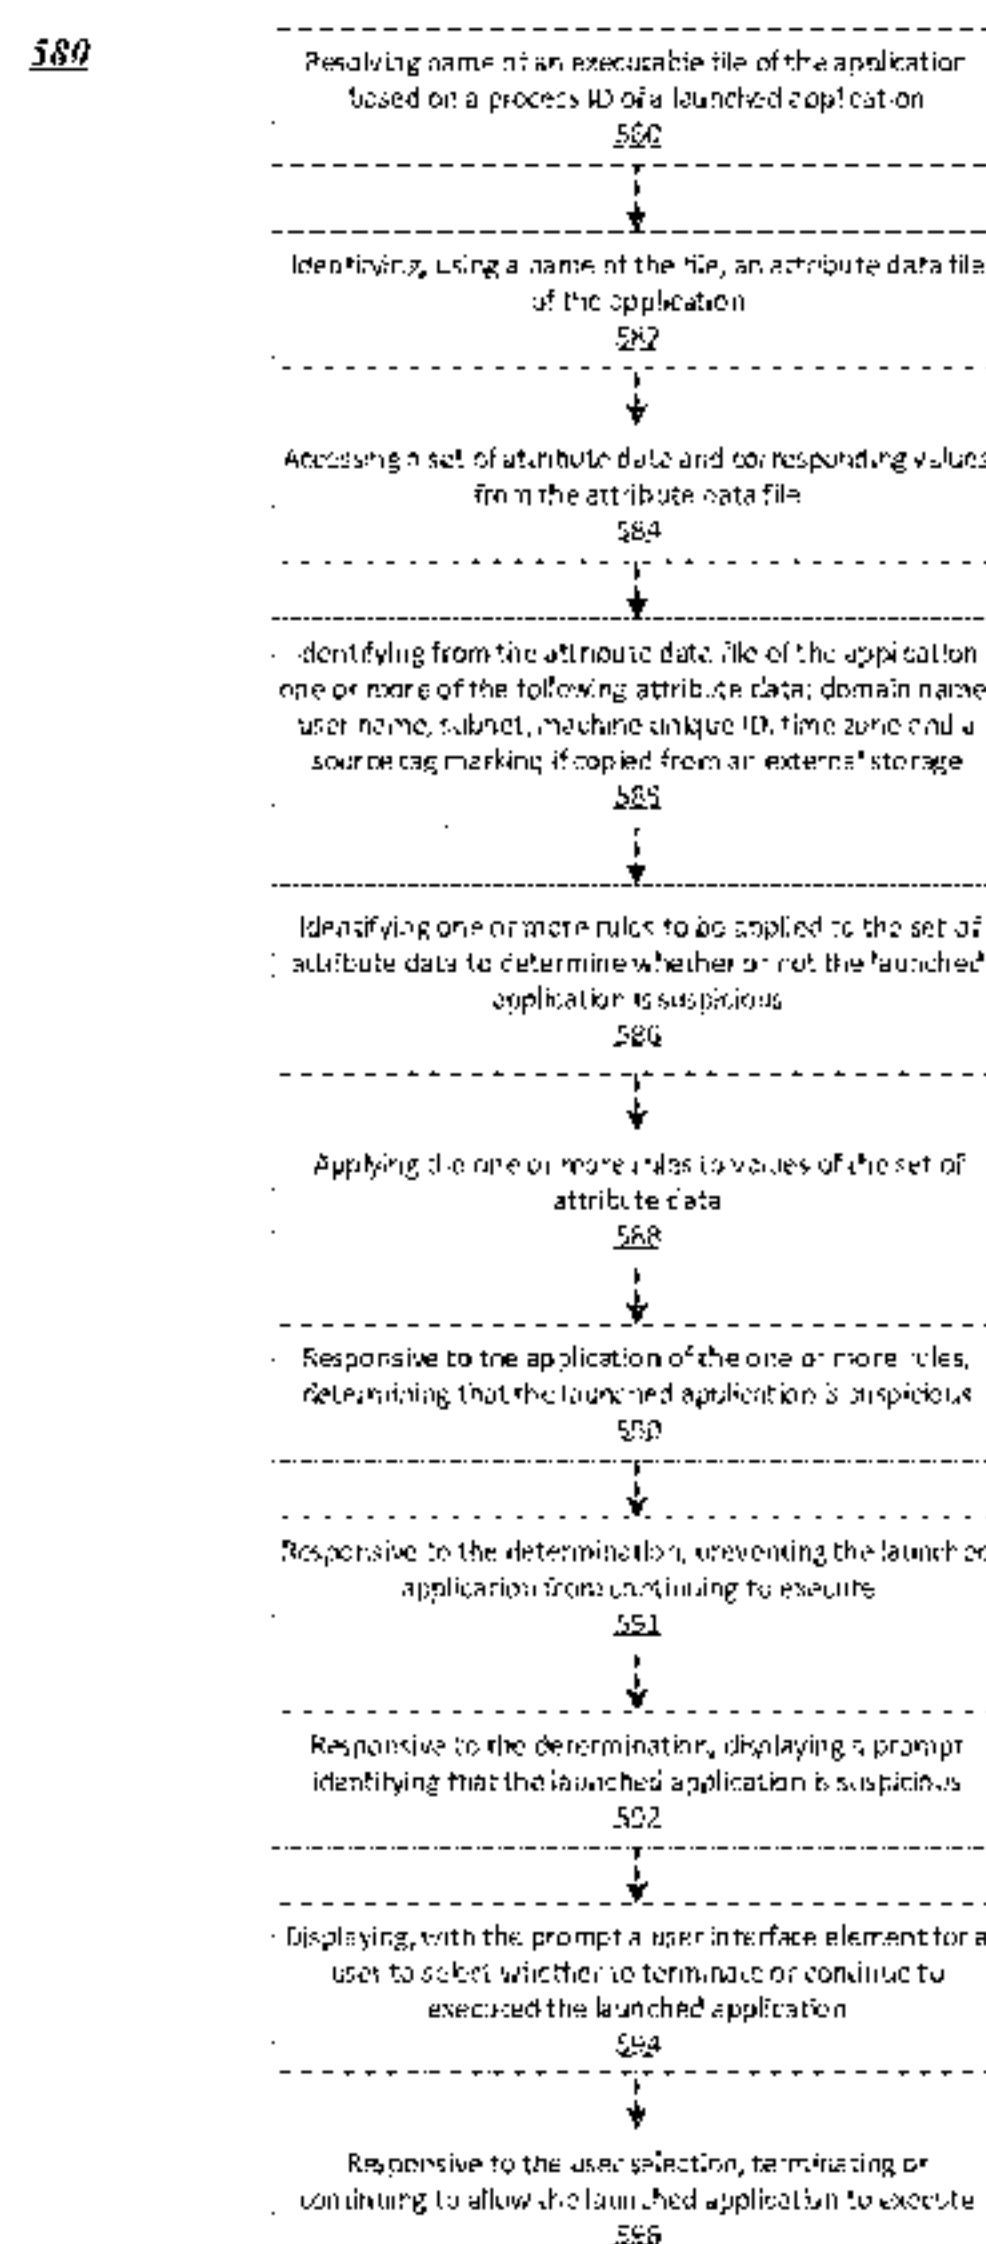 580
Resolving name of an executable file of the application
based on a process ID of a launched application
580
Identifying, using a name of the file, an attribute data file
of the application
582
Accessing a set of attribute data and corresponding values
from the attribute data file
584
Identifying from the attribute data file of the application
one or more of the following attribute data: domain name
user name, subnet, machine unique ID, time zone and a
source tag marking if copied from an external storage
585
Identifying one or more rules to be applied to the set of
attribute data to determine whether or not the launched
application is suspicious
586
Applying the one or more rules to values of the set of
attribute data
588
Responsive to the application of the one or more rules,
determining that the launched application is suspicious
590
Responsive to the determination, preventing the launched
application from continuing to execute
591
Responsive to the determination, displaying a prompt
identifying that the launched application is suspicious
592
Displaying, with the prompt a user interface element for a
user to select whether to terminate or continue to
executed the launched application
594
Responsive to the user selection, terminating or
continuing to allow the launched application to execute
596